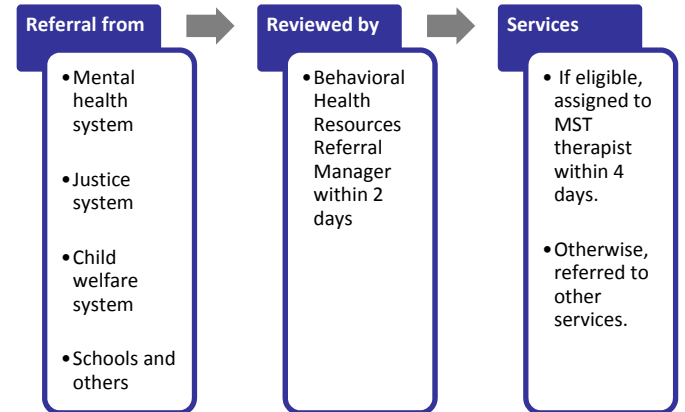 Referral from
•Mental
health
system
•Justice
system
•Child
welfare
system
•Schools and
others
Reviewed by
•Behavioral
Health
Resources
Referral
Manager
within 2
days
Services
• If eligible,
assigned to
MST
therapist
within 4
days.
•Otherwise,
referred to
other
services.